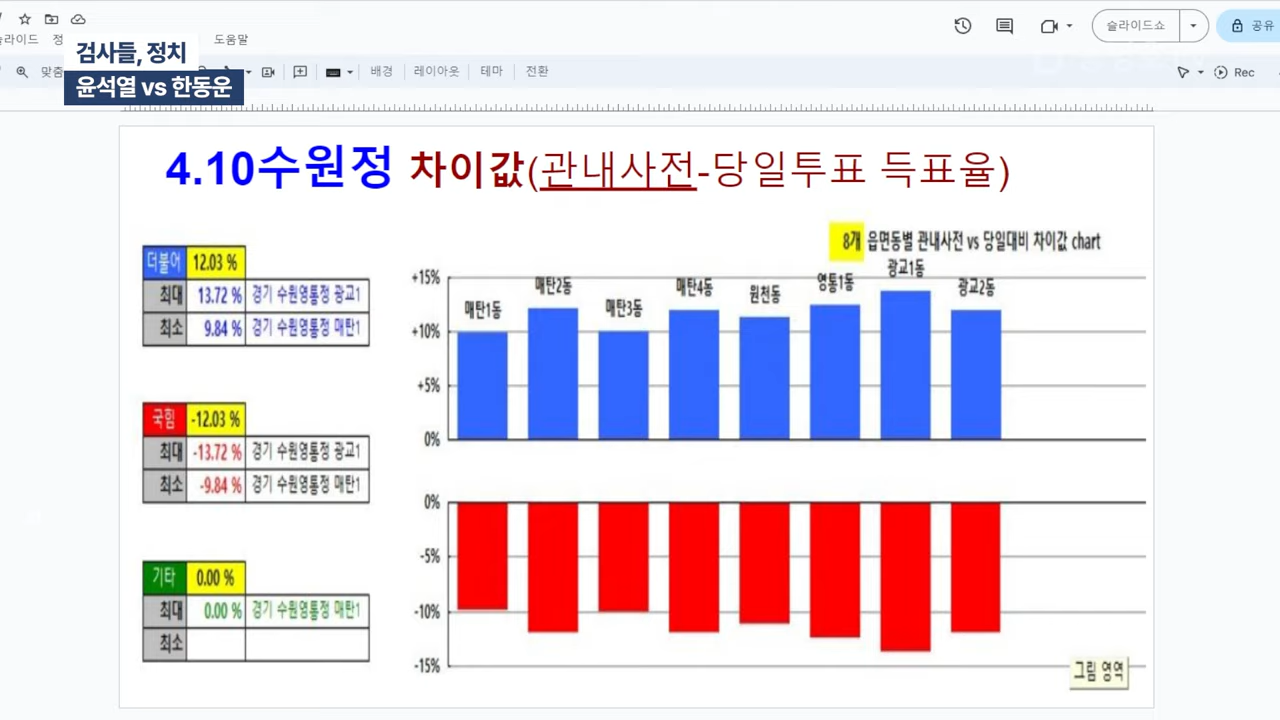 도움말
검사들, 정치
윤석열 vs 한동운
배경
레이아웃
테마
전환
슬라이드쇼
공유
Rec
4.10수원정 차이값(관내사전-당일투표 득표율)
8개 읍면동별 관내사전 vs 당일대비 차이값 chart
더불어 12.03 %
최대 13.72 % 경기 수원영통정 광교1
최소 9.84 % 경기 수원영통정 매탄1
국힘 -12.03 %
최대 -13.72 % 경기 수원영통정 광교1
최소 -9.84 % 경기 수원영통정 매탄1
기타 0.00 %
최대 0.00 % 경기 수원영통정 매탄1
최소
+15%
+10%
+5%
0%
매탄1동
매탄2동
매탄3동
매탄4동
원천동
영통1동
광교1동
광교2동
0%
-5%
-10%
-15%
그림 영역